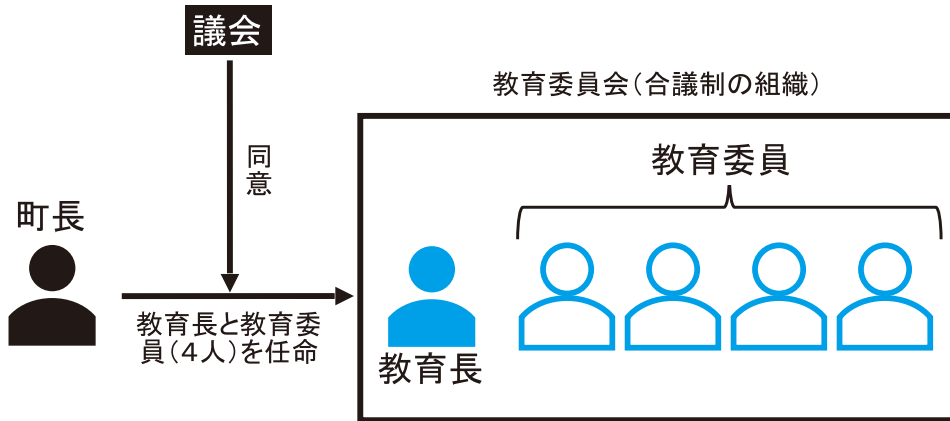 議会
教育委員会（合議制の組織）
同意
教育委員
町長
教育長と教育委
員（４人）を任命
教育長